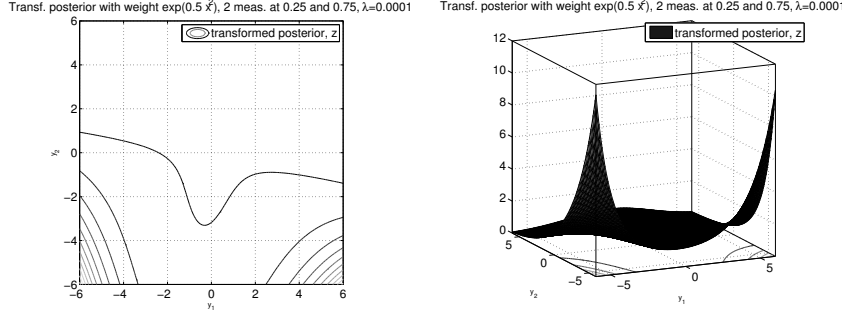 Transf. posterior with weight exp(0.5 x²), 2 meas. at 0.25 and 0.75, λ=0.0001
transformed posterior, z
6
4
2
0
−2
−4
−6
y₂
−6 −4 −2 0 2 4 6
y₁
Transf. posterior with weight exp(0.5 x²), 2 meas. at 0.25 and 0.75, λ=0.0001
transformed posterior, z
12
10
8
6
4
2
0
5
0
−5
y₂
−5 0 5
y₁